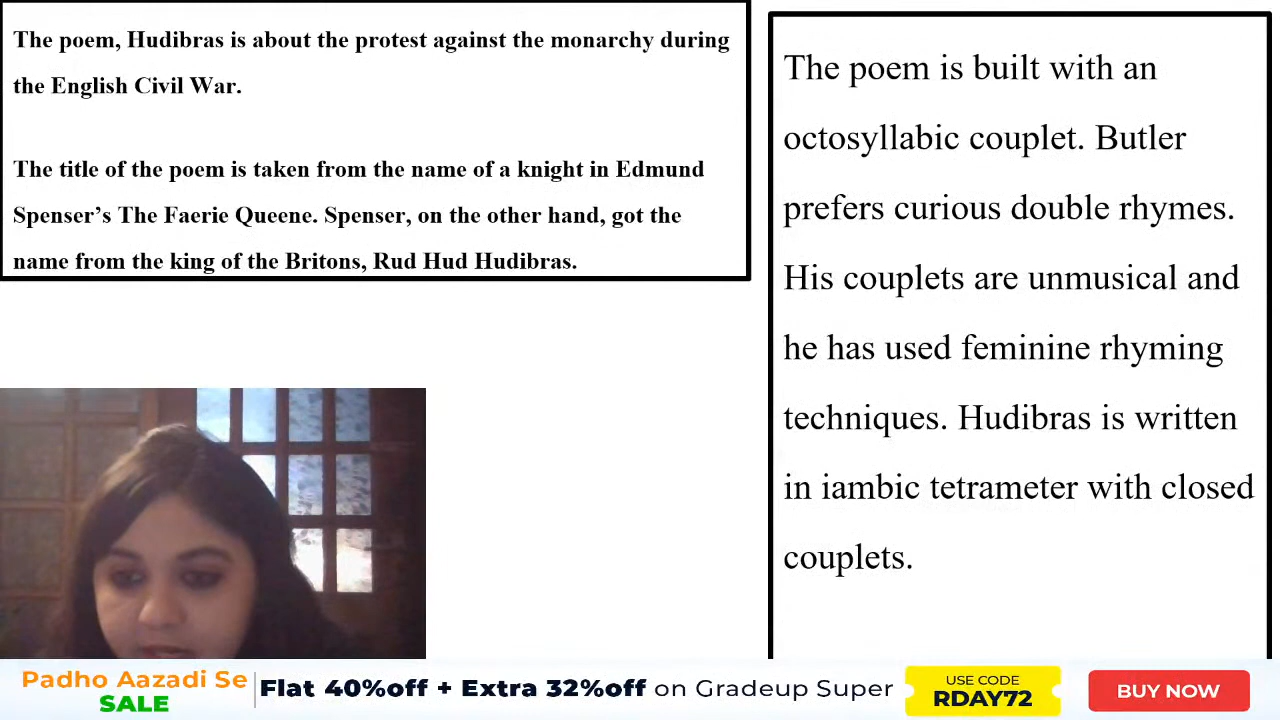 The poem, Hudibras is about the protest against the monarchy during
the English Civil War.
The title of the poem is taken from the name of a knight in Edmund
Spenser’s The Faerie Queene. Spenser, on the other hand, got the
name from the king of the Britons, Rud Hud Hudibras.
The poem is built with an
octosyllabic couplet. Butler
prefers curious double rhymes.
His couplets are unmusical and
he has used feminine rhyming
techniques. Hudibras is written
in iambic tetrameter with closed
couplets.
Padho Aazadi Se
SALE
Flat 40%off + Extra 32%off on Gradeup Super
USE CODE
RDAY72
BUY NOW